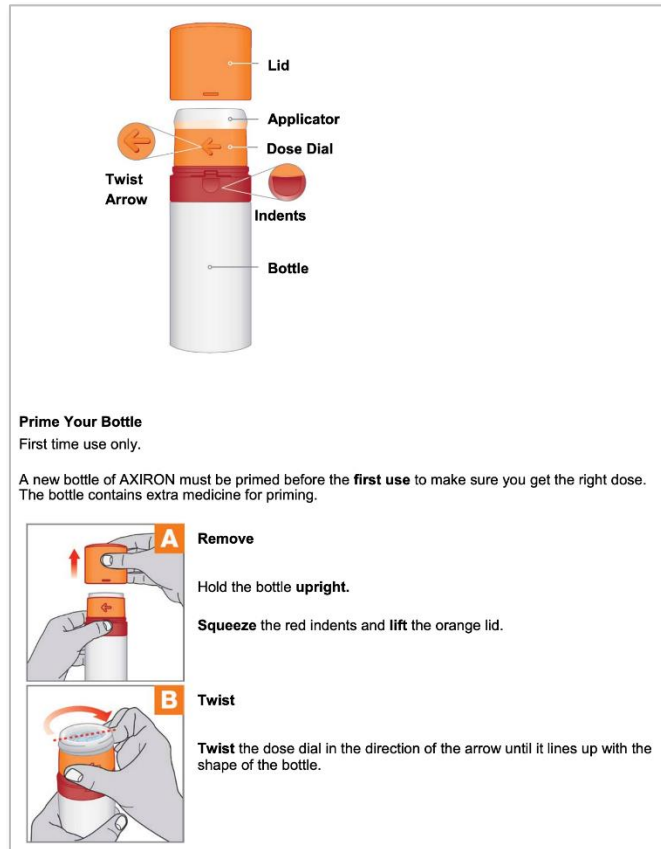 Lid
Applicator
Dose Dial
Twist
Arrow
Indents
Bottle
Prime Your Bottle
First time use only.
A new bottle of AXIRON must be primed before the first use to make sure you get the right dose.
The bottle contains extra medicine for priming.
A
Remove
Hold the bottle upright.
Squeeze the red indents and lift the orange lid.
B
Twist
Twist the dose dial in the direction of the arrow until it lines up with the
shape of the bottle.